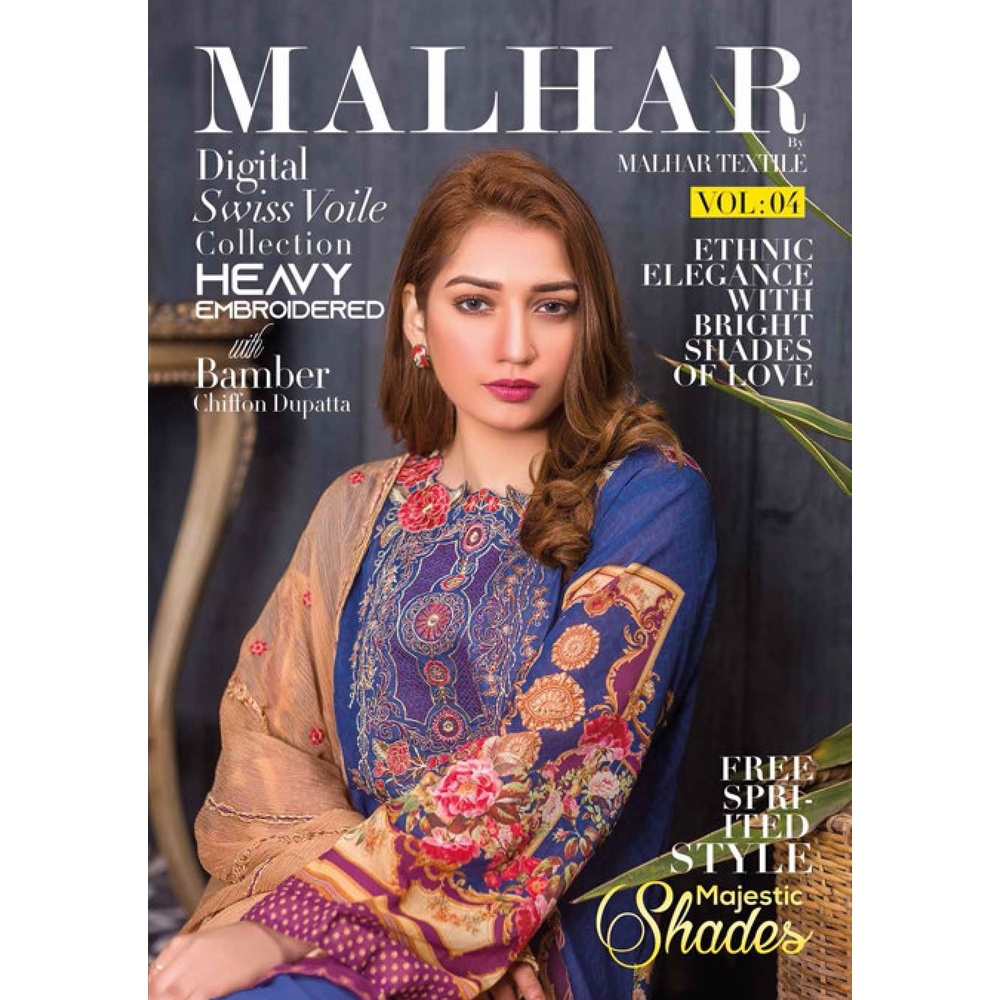 MALHAR
By
MALHAR TEXTILE
VOL: 04
Digital
Swiss Voile
Collection
HEAVY
EMBROIDERED
with
Bamber
Chiffon Dupatta
ETHNIC
ELEGANCE
WITH
BRIGHT
SHADES
OF LOVE
FREE
SPRI-
ITED
STYLE
Majestic
Shades